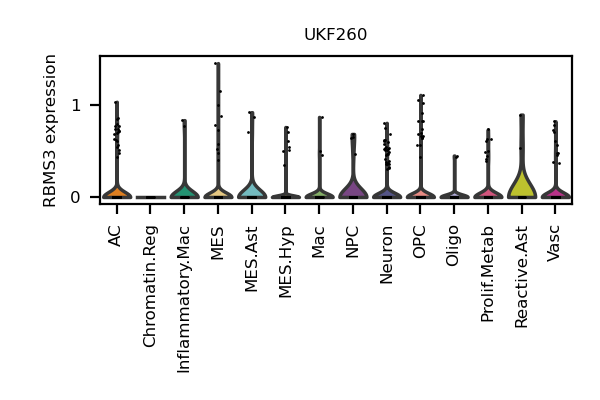 UKF260
RBMS3 expression
1
0
AC
Chromatin.Reg
Inflammatory.Mac
MES
MES.Ast
MES.Hyp
Mac
NPC
Neuron
OPC
Oligo
Prolif.Metab
Reactive.Ast
Vasc